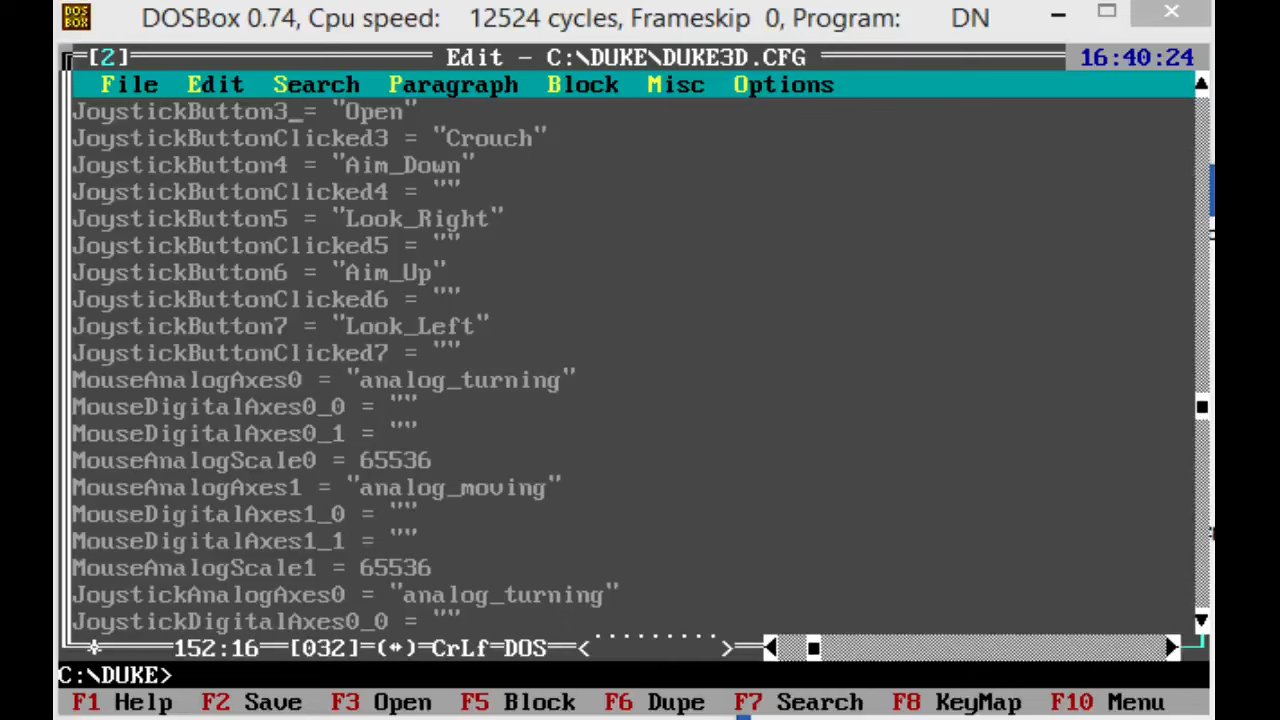 DOSBox 0.74, Cpu speed: 12524 cycles, Frameskip 0, Program: DN
[2] Edit - C:\DUKE\DUKE3D.CFG 16:40:24
File Edit Search Paragraph Block Misc Options
JoystickButton3_= "Open"
JoystickButtonClicked3 = "Crouch"
JoystickButton4 = "Aim_Down"
JoystickButtonClicked4 = ""
JoystickButton5 = "Look_Right"
JoystickButtonClicked5 = ""
JoystickButton6 = "Aim_Up"
JoystickButtonClicked6 = ""
JoystickButton7 = "Look_Left"
JoystickButtonClicked7 = ""
MouseAnalogAxes0 = "analog_turning"
MouseDigitalAxes0_0 = ""
MouseDigitalAxes0_1 = ""
MouseAnalogScale0 = 65536
MouseAnalogAxes1 = "analog_moving"
MouseDigitalAxes1_0 = ""
MouseDigitalAxes1_1 = ""
MouseAnalogScale1 = 65536
JoystickAnalogAxes0 = "analog_turning"
JoystickDigitalAxes0_0 = ""
152:16=[032]=(↔)=CrLf=DOS=< ········· >
C:\DUKE>
F1 Help F2 Save F3 Open F5 Block F6 Dupe F7 Search F8 KeyMap F10 Menu